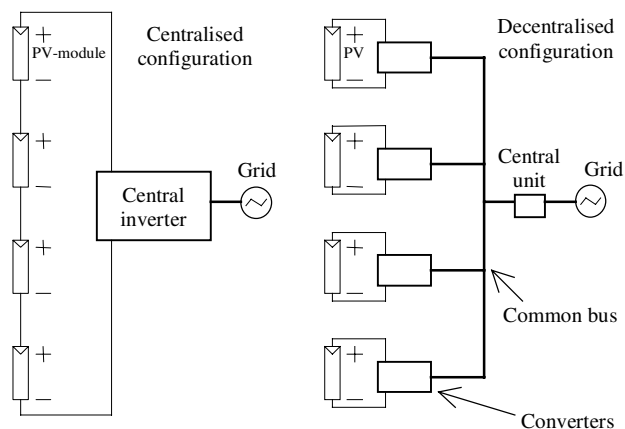 Centralised
configuration
+
PV-module
−
+
−
Central
inverter
Grid
+
−
+
−
Decentralised
configuration
+
PV
−
+
−
Central
unit
Grid
+
−
Common bus
+
−
Converters